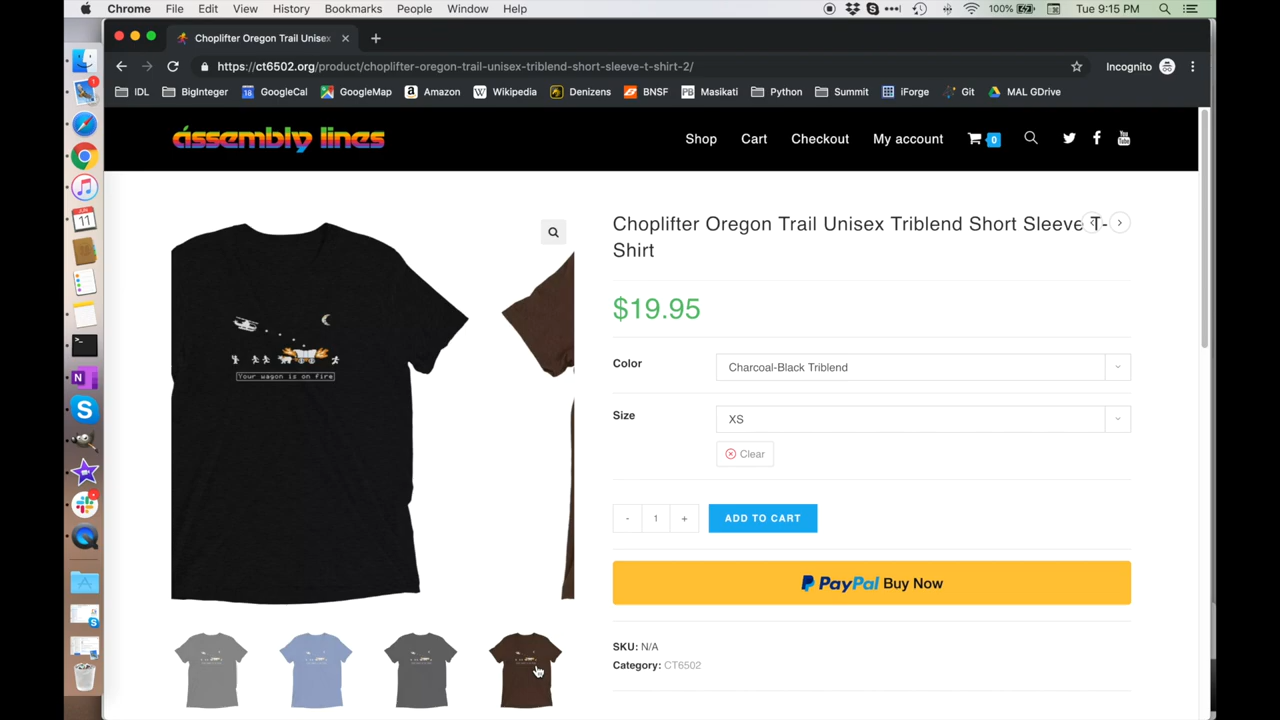 Chrome File Edit View History Bookmarks People Window Help 100% Tue 9:15 PM
Choplifter Oregon Trail Unisex
https://ct6502.org/product/choplifter-oregon-trail-unisex-triblend-short-sleeve-t-shirt-2/ Incognito
IDL BigInteger GoogleCal GoogleMap Amazon Wikipedia Denizens BNSF Masikati Python Summit iForge Git MAL GDrive
assembly lines Shop Cart Checkout My account 0
Choplifter Oregon Trail Unisex Triblend Short Sleeve T-
Shirt
$19.95
Color Charcoal-Black Triblend
Size XS
Clear
Your wagon is on fire
- 1 + ADD TO CART
PayPal Buy Now
SKU: N/A
Category: CT6502